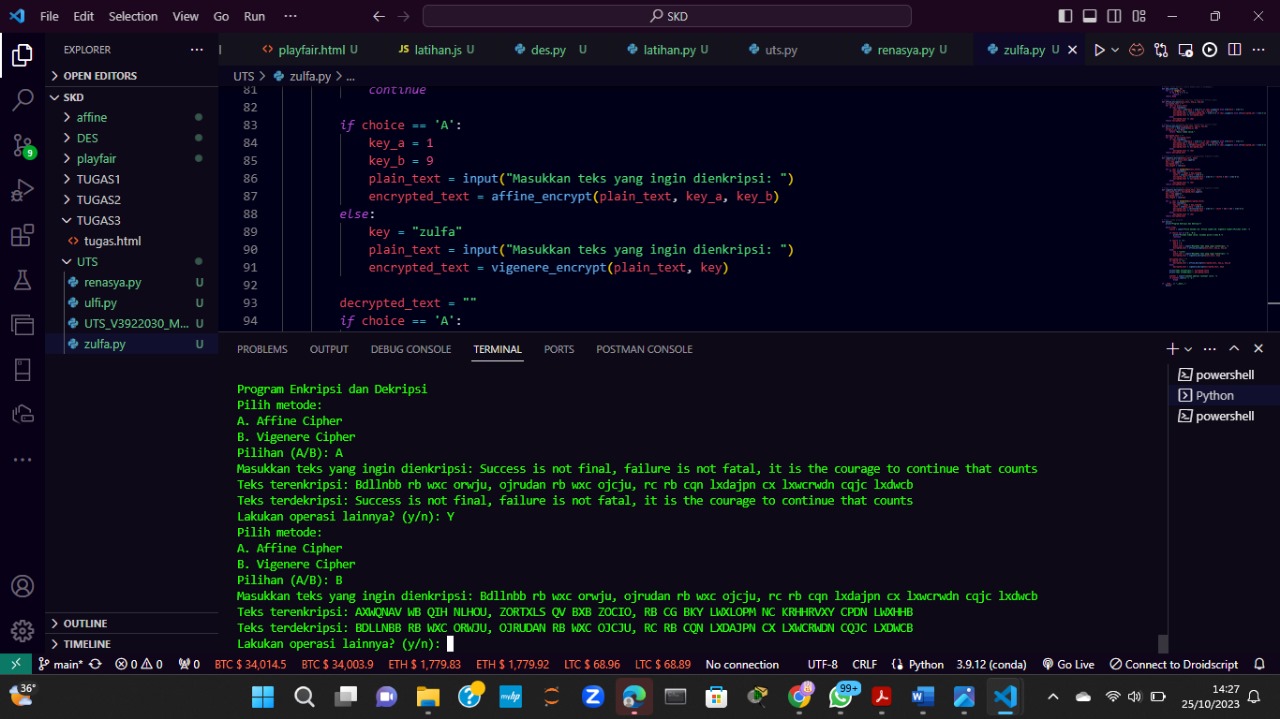 File Edit Selection View Go Run ··· SKD
EXPLORER ···
playfair.html U JS latihan.js U des.py U latihan.py U uts.py renasya.py U zulfa.py U
OPEN EDITORS
SKD
affine
DES
playfair
TUGAS1
TUGAS2
TUGAS3
tugas.html
UTS
renasya.py U
ulfi.py U
UTS_V3922030_M... U
zulfa.py U
OUTLINE
TIMELINE
9
UTS > zulfa.py > ...
81 continue
82
83 if choice == 'A':
84 key_a = 1
85 key_b = 9
86 plain_text = input("Masukkan teks yang ingin dienkripsi: ")
87 encrypted_text = affine_encrypt(plain_text, key_a, key_b)
88 else:
89 key = "zulfa"
90 plain_text = input("Masukkan teks yang ingin dienkripsi: ")
91 encrypted_text = vigenere_encrypt(plain_text, key)
92
93 decrypted_text = ""
94 if choice == 'A':
PROBLEMS OUTPUT DEBUG CONSOLE TERMINAL PORTS POSTMAN CONSOLE
powershell
Python
powershell
Program Enkripsi dan Dekripsi
Pilih metode:
A. Affine Cipher
B. Vigenere Cipher
Pilihan (A/B): A
Masukkan teks yang ingin dienkripsi: Success is not final, failure is not fatal, it is the courage to continue that counts
Teks terenkripsi: Bdllnbb rb wxc orwju, ojrudan rb wxc ojcju, rc rb cqn lxdajpn cx lxwcrwdn cqjc lxdwcb
Teks terdekripsi: Success is not final, failure is not fatal, it is the courage to continue that counts
Lakukan operasi lainnya? (y/n): Y
Pilih metode:
A. Affine Cipher
B. Vigenere Cipher
Pilihan (A/B): B
Masukkan teks yang ingin dienkripsi: Bdllnbb rb wxc orwju, ojrudan rb wxc ojcju, rc rb cqn lxdajpn cx lxwcrwdn cqjc lxdwcb
Teks terenkripsi: AXWQNAV WB QIH NLHOU, ZORTXLS QV BXB ZOCIO, RB CG BKY LWXLOPM NC KRHHRVXY CPDN LWXHHB
Teks terdekripsi: BDLLNBB RB WXC ORWJU, OJRUDAN RB WXC OJCJU, RC RB CQN LXDAJPN CX LXWCRWDN CQJC LXDWCB
Lakukan operasi lainnya? (y/n):
main* 0 0 0 BTC $ 34,014.5 BTC $ 34,003.9 ETH $ 1,779.83 ETH $ 1,779.92 LTC $ 68.96 LTC $ 68.89 No connection UTF-8 CRLF Python 3.9.12 (conda) Go Live Connect to Droidscript
36° myhp 99+ 14:27
25/10/2023